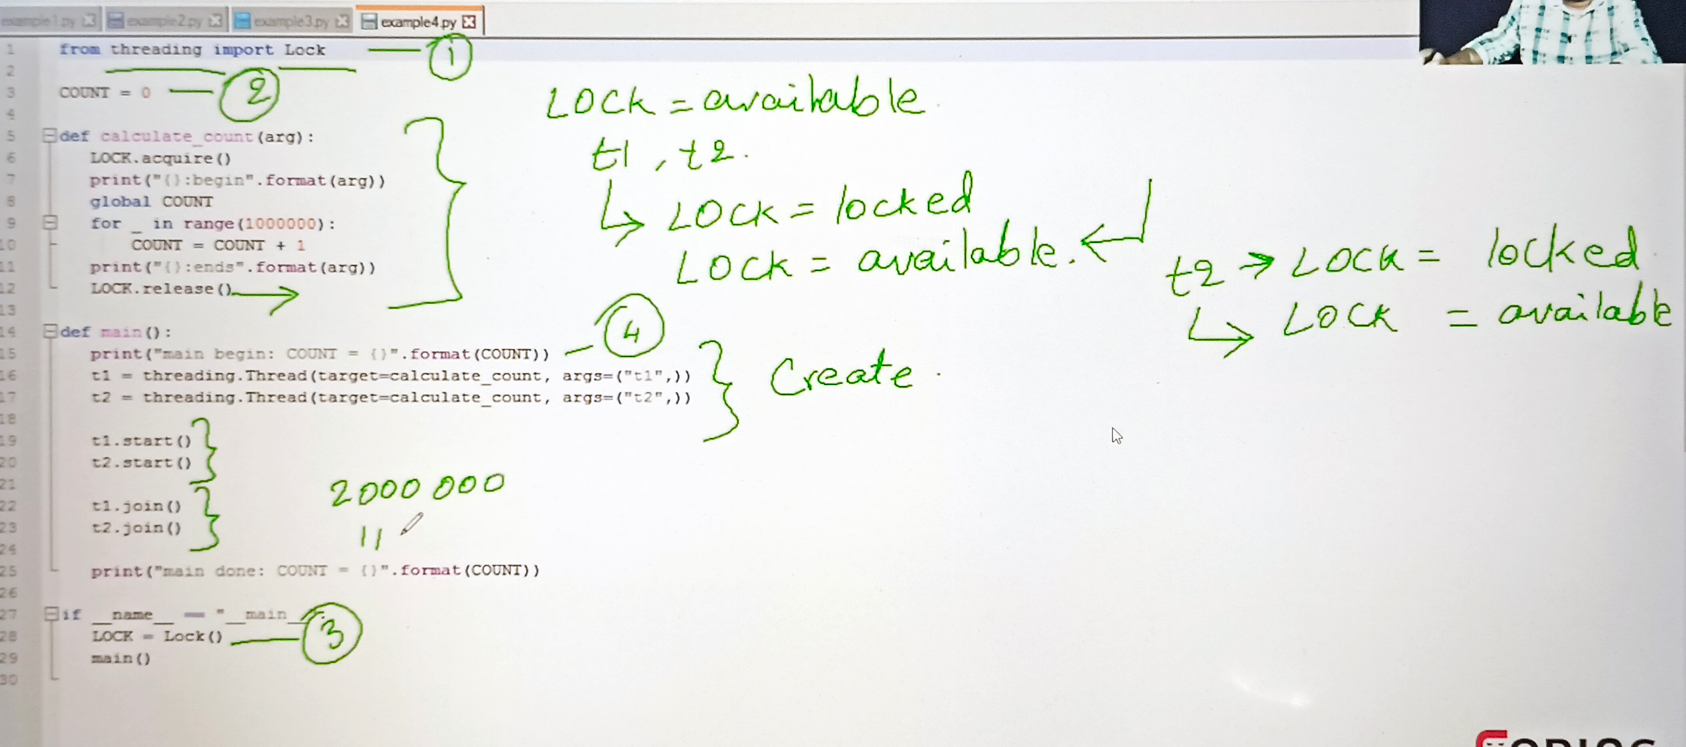 example1.py example2.py example3.py example4.py
1 from threading import Lock 1
2
3 COUNT = 0 2
4
5 def calculate_count(arg):
6 LOCK.acquire()
7 print("{}:begin".format(arg))
8 global COUNT
9 for _ in range(1000000):
10 COUNT = COUNT + 1
11 print("{}:ends".format(arg))
12 LOCK.release()
13
14 def main():
15 print("main begin: COUNT = {}".format(COUNT)) 4
16 t1 = threading.Thread(target=calculate_count, args=("t1",))
17 t2 = threading.Thread(target=calculate_count, args=("t2",))
18
19 t1.start()
20 t2.start()
21
22 t1.join()
23 t2.join()
24
25 print("main done: COUNT = {}".format(COUNT))
26
27 if __name__ == "__main__
28 LOCK = Lock() 3
29 main()
30
LOCK = available
t1, t2.
LOCK = locked
LOCK = available.
t2 → LOCK = locked
LOCK = available
Create
2000000
11